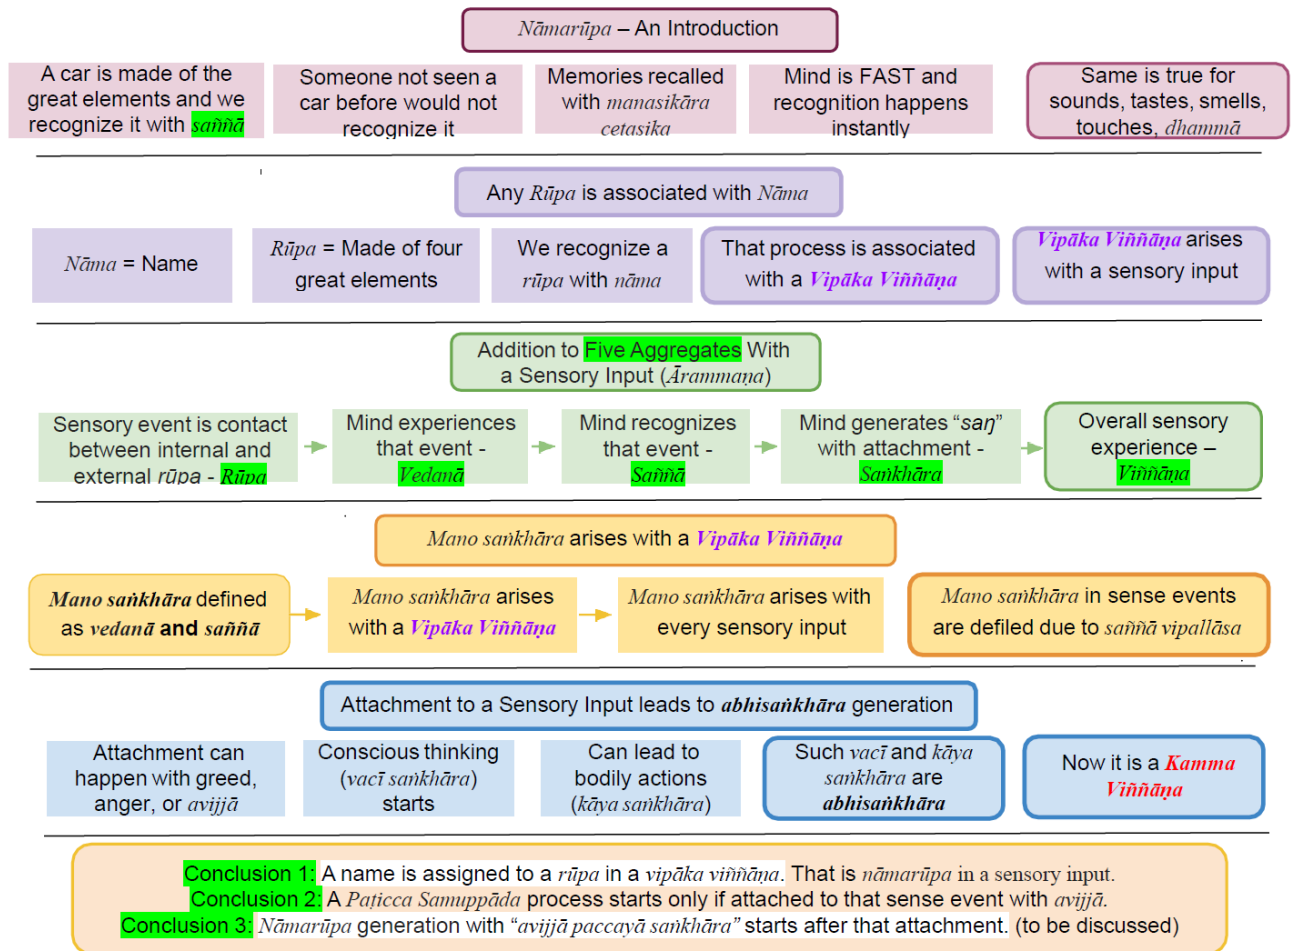 Nāmarūpa – An Introduction
A car is made of the
great elements and we
recognize it with saññā
Someone not seen a
car before would not
recognize it
Memories recalled
with manasikāra
cetasika
Mind is FAST and
recognition happens
instantly
Same is true for
sounds, tastes, smells,
touches, dhammā
Any Rūpa is associated with Nāma
Nāma = Name
Rūpa = Made of four
great elements
We recognize a
rūpa with nāma
That process is associated
with a Vipāka Viññāṇa
Vipāka Viññāṇa arises
with a sensory input
Addition to Five Aggregates With
a Sensory Input (Ārammaṇa)
Sensory event is contact
between internal and
external rūpa - Rūpa
Mind experiences
that event -
Vedanā
Mind recognizes
that event -
Saññā
Mind generates “saŋ”
with attachment -
Saṅkhāra
Overall sensory
experience –
Viññāṇa
Mano saṅkhāra arises with a Vipāka Viññāṇa
Mano saṅkhāra defined
as vedanā and saññā
Mano saṅkhāra arises
with a Vipāka Viññāṇa
Mano saṅkhāra arises with
every sensory input
Mano saṅkhāra in sense events
are defiled due to saññā vipallāsa
Attachment to a Sensory Input leads to abhisaṅkhāra generation
Attachment can
happen with greed,
anger, or avijjā
Conscious thinking
(vacī saṅkhāra)
starts
Can lead to
bodily actions
(kāya saṅkhāra)
Such vacī and kāya
saṅkhāra are
abhisaṅkhāra
Now it is a Kamma
Viññāṇa
Conclusion 1: A name is assigned to a rūpa in a vipāka viññāṇa. That is nāmarūpa in a sensory input.
Conclusion 2: A Paṭicca Samuppāda process starts only if attached to that sense event with avijjā.
Conclusion 3: Nāmarūpa generation with “avijjā paccayā saṅkhāra” starts after that attachment. (to be discussed)